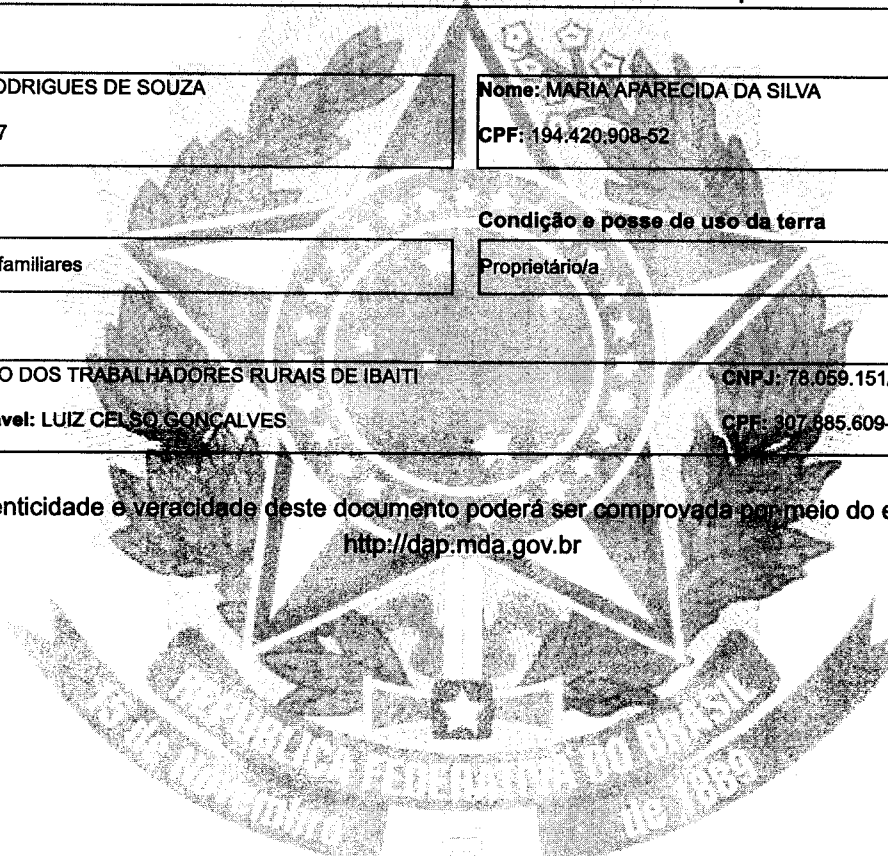 ODRIGUES DE SOUZA
7
Nome: MARIA APARECIDA DA SILVA
CPF: 194.420.908-52
Condição e posse de uso da terra
familiares
Proprietário/a
O DOS TRABALHADORES RURAIS DE IBAITI
CNPJ: 78.059.151
vel: LUIZ CELSO GONÇALVES
CPF: 307.885.609-
enticidade e veracidade deste documento poderá ser comprovada por meio do e
http://dap.mda.gov.br
REPUBLICA FEDERATIVA DO BRASIL
15 de Novembro
de 1889